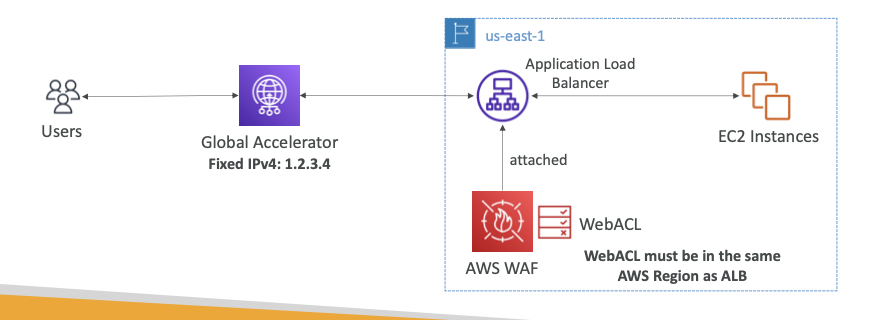 us-east-1
Application Load
Balancer
Users
Global Accelerator
Fixed IPv4: 1.2.3.4
EC2 Instances
attached
WebACL
AWS WAF
WebACL must be in the same
AWS Region as ALB